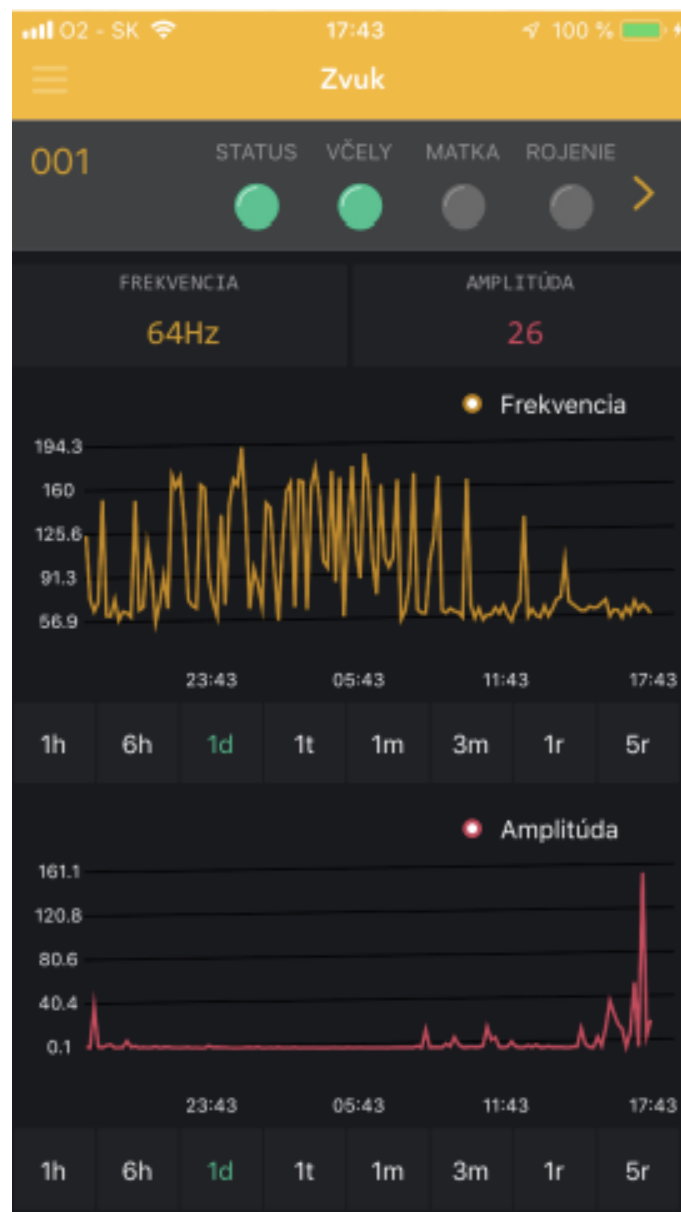 O2 - SK 17:43 100 %
Zvuk
STATUS VČELY MATKA ROJENIE
001
FREKVENCIA AMPLITÚDA
64Hz 26
Frekvencia
194.3
160
125.6
91.3
56.9
23:43 05:43 11:43 17:43
1h 6h 1d 1t 1m 3m 1r 5r
Amplitúda
161.1
120.8
80.6
40.4
0.1
23:43 05:43 11:43 17:43
1h 6h 1d 1t 1m 3m 1r 5r